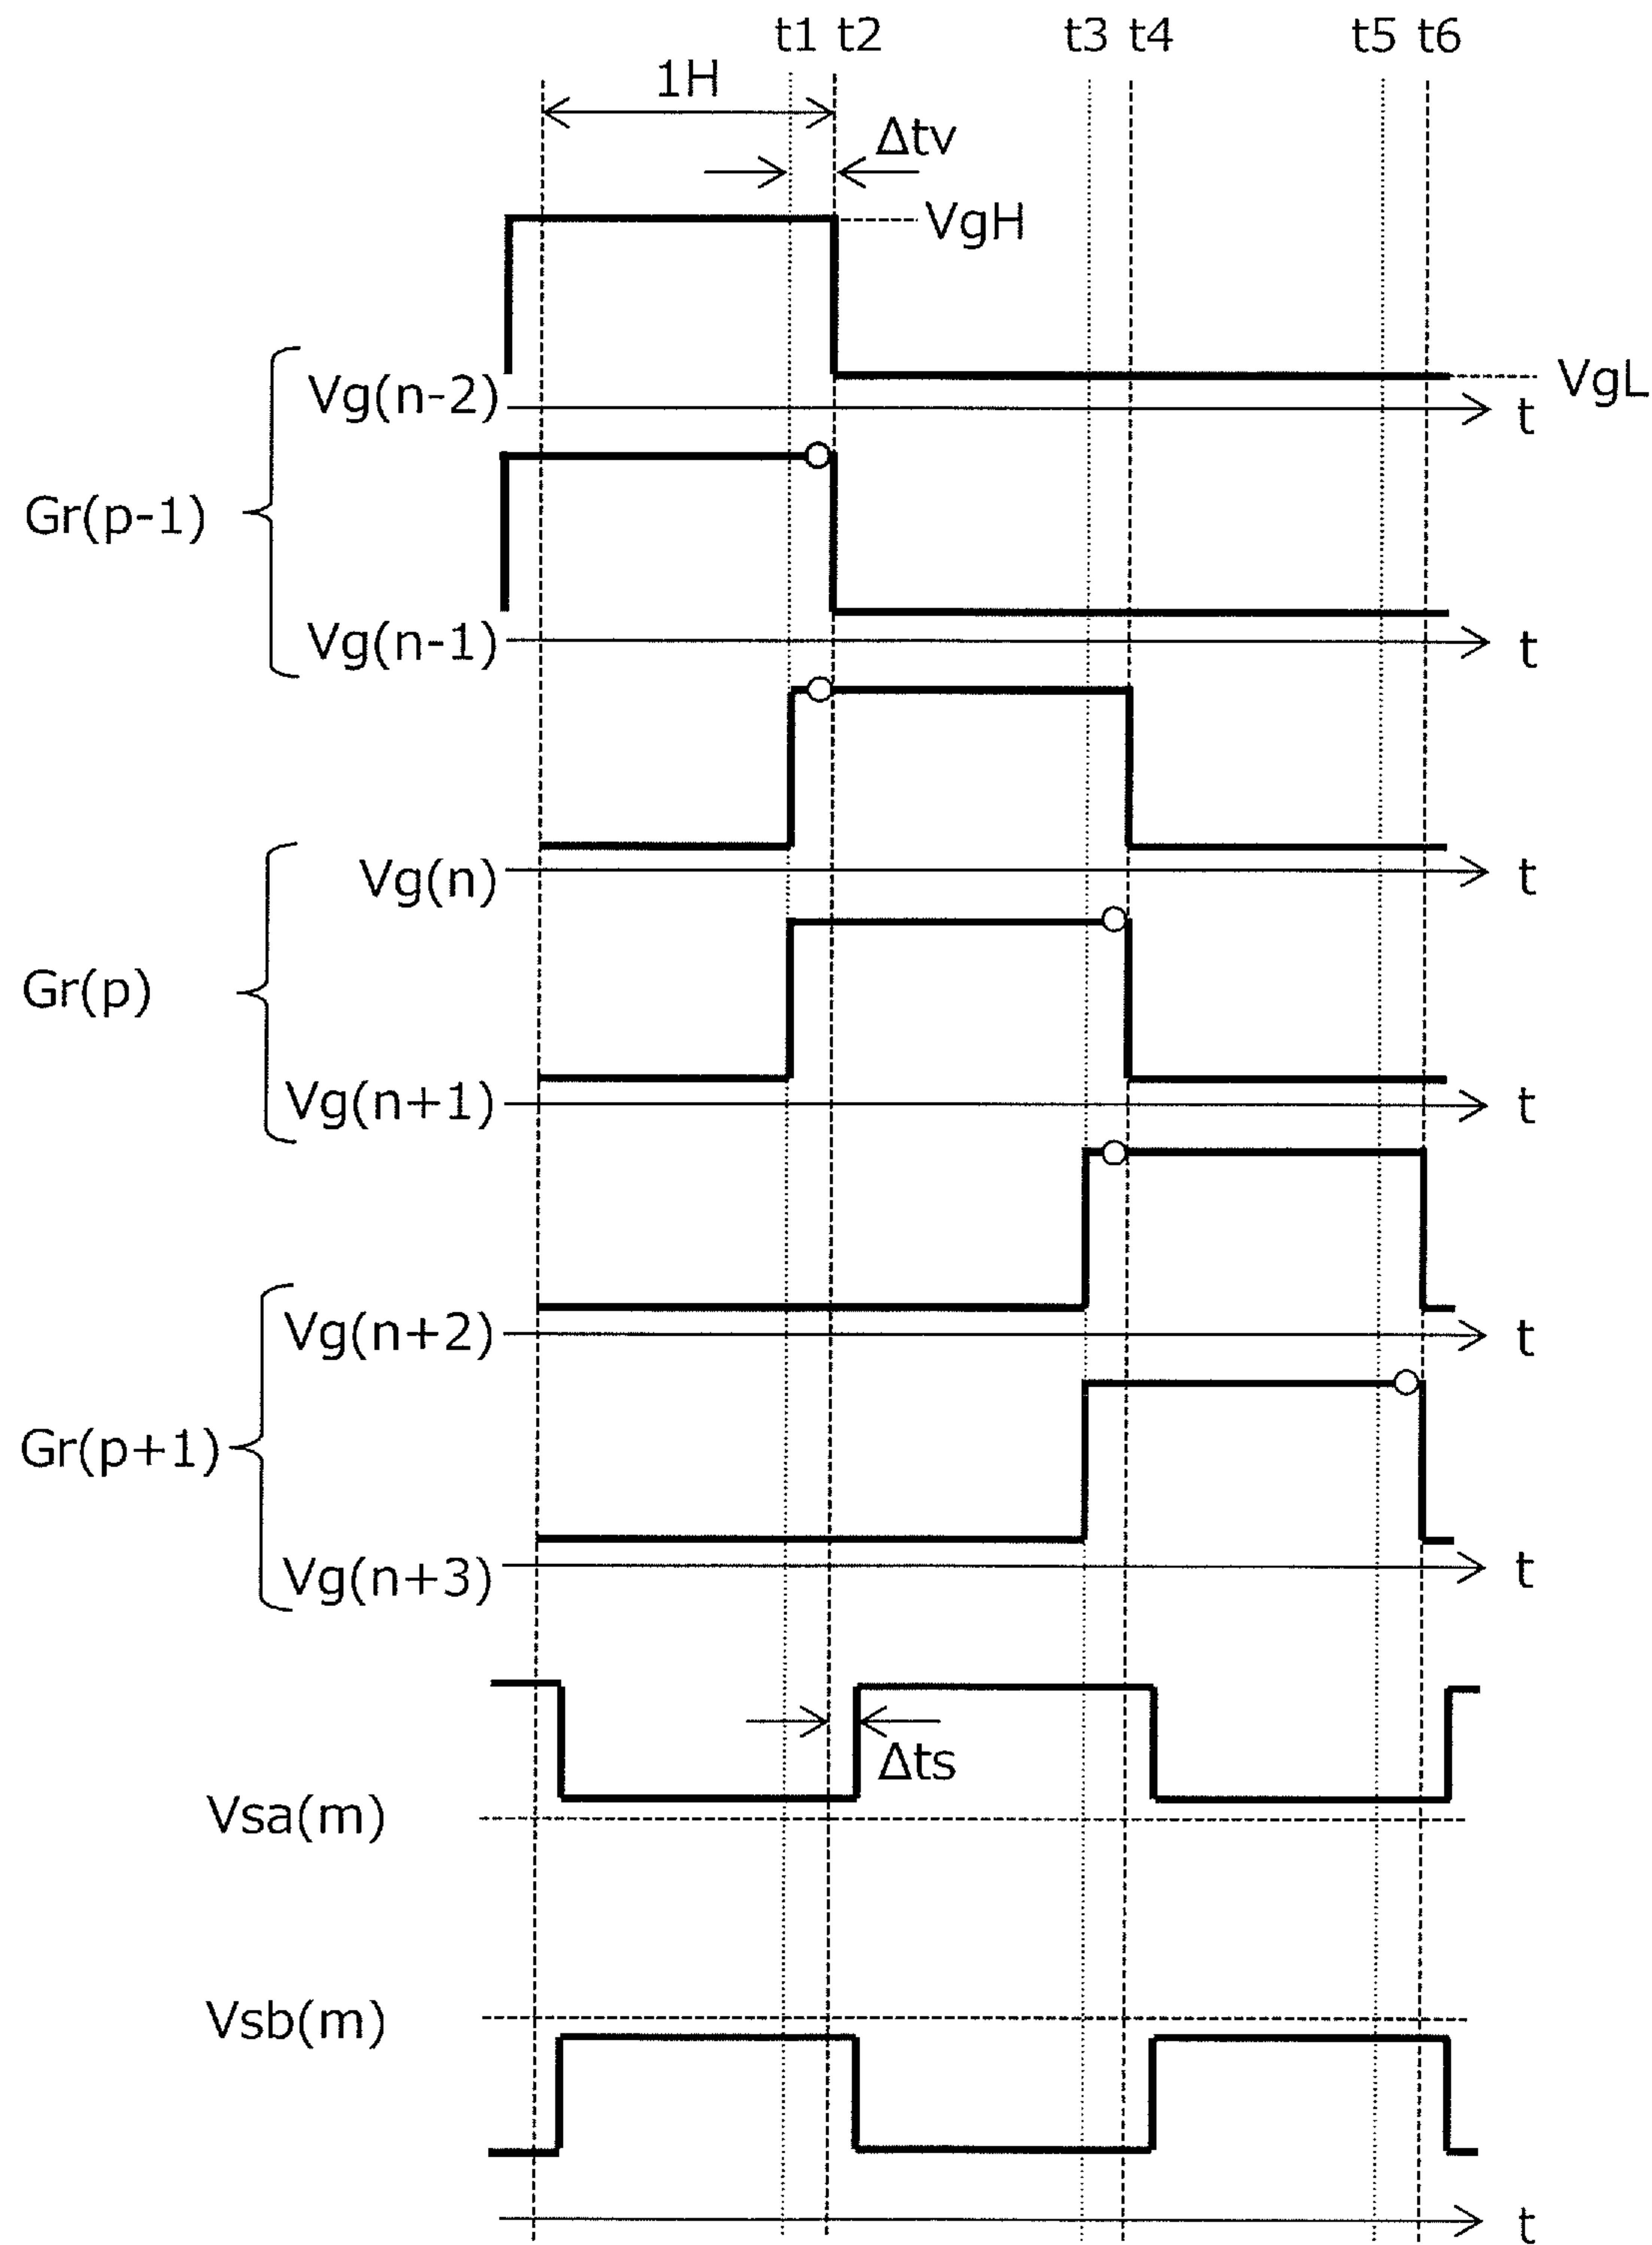 t1 t2 t3 t4 t5 t6
1H
Δtv
VgH
Vg(n-2)
VgL
t
Gr(p-1)
Vg(n-1)
t
Vg(n)
t
Gr(p)
Vg(n+1)
t
Vg(n+2)
t
Gr(p+1)
Vg(n+3)
t
Δts
Vsa(m)
Vsb(m)
t